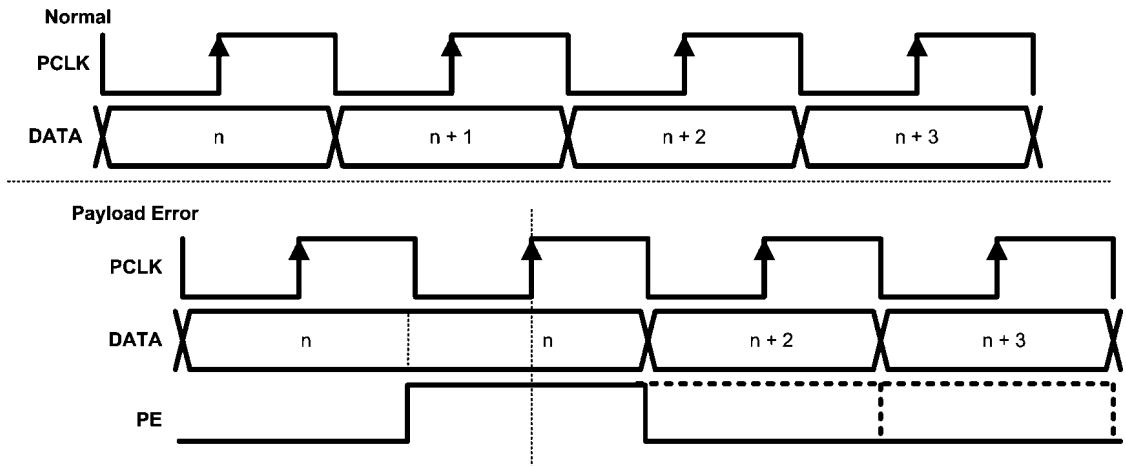 Normal
PCLK
DATA n n + 1 n + 2 n + 3
Payload Error
PCLK
DATA n n n + 2 n + 3
PE